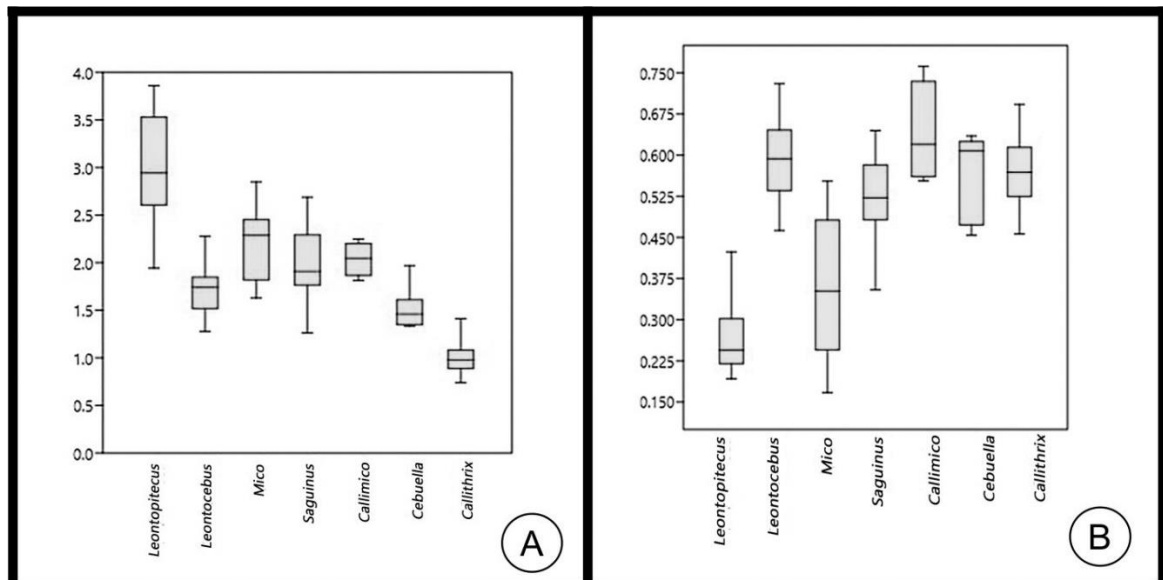 4.0
3.5
3.0
2.5
2.0
1.5
1.0
0.5
0.0
Leontopitecus
Leontocebus
Mico
Saguinus
Callimico
Cebuella
Callithrix
A
0.750
0.675
0.600
0.525
0.450
0.375
0.300
0.225
0.150
Leontopitecus
Leontocebus
Mico
Saguinus
Callimico
Cebuella
Callithrix
B